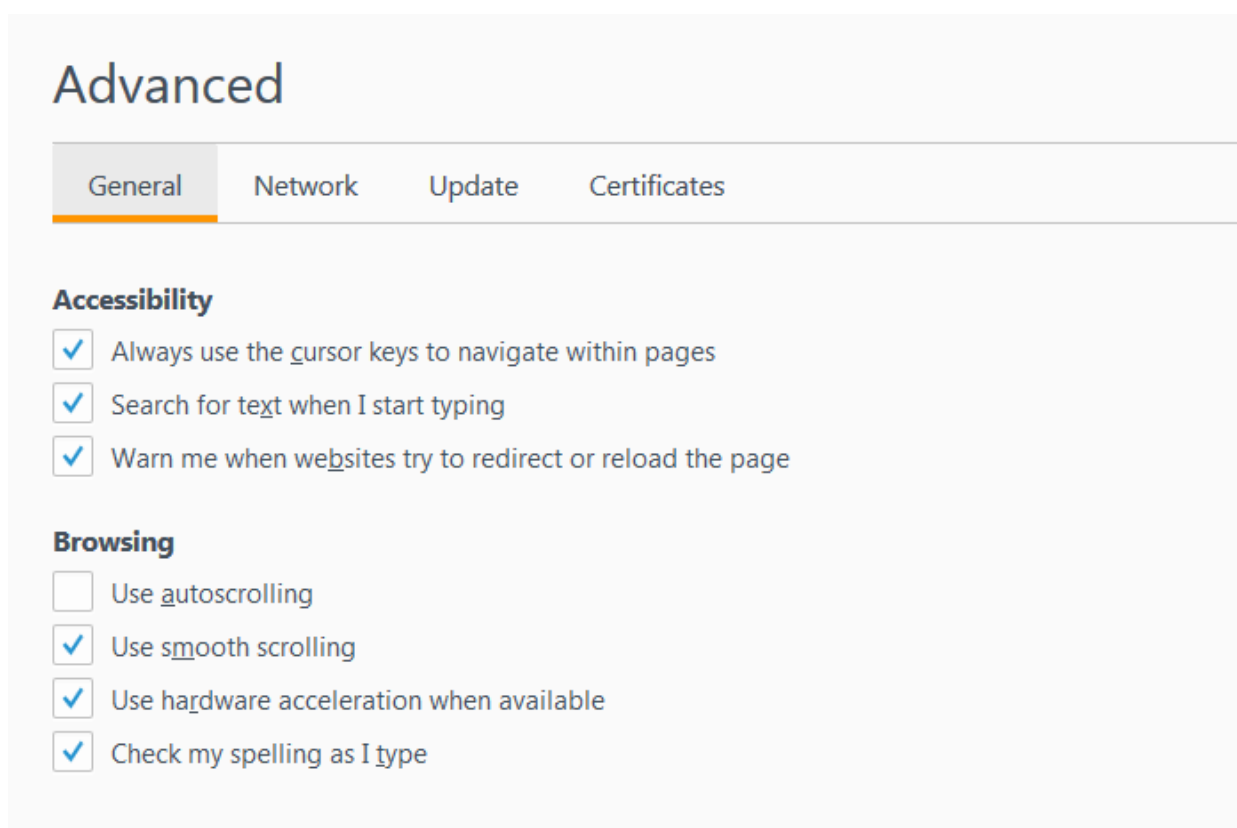 Advanced
General Network Update Certificates
Accessibility
Always use the cursor keys to navigate within pages
Search for text when I start typing
Warn me when websites try to redirect or reload the page
Browsing
Use autoscrolling
Use smooth scrolling
Use hardware acceleration when available
Check my spelling as I type